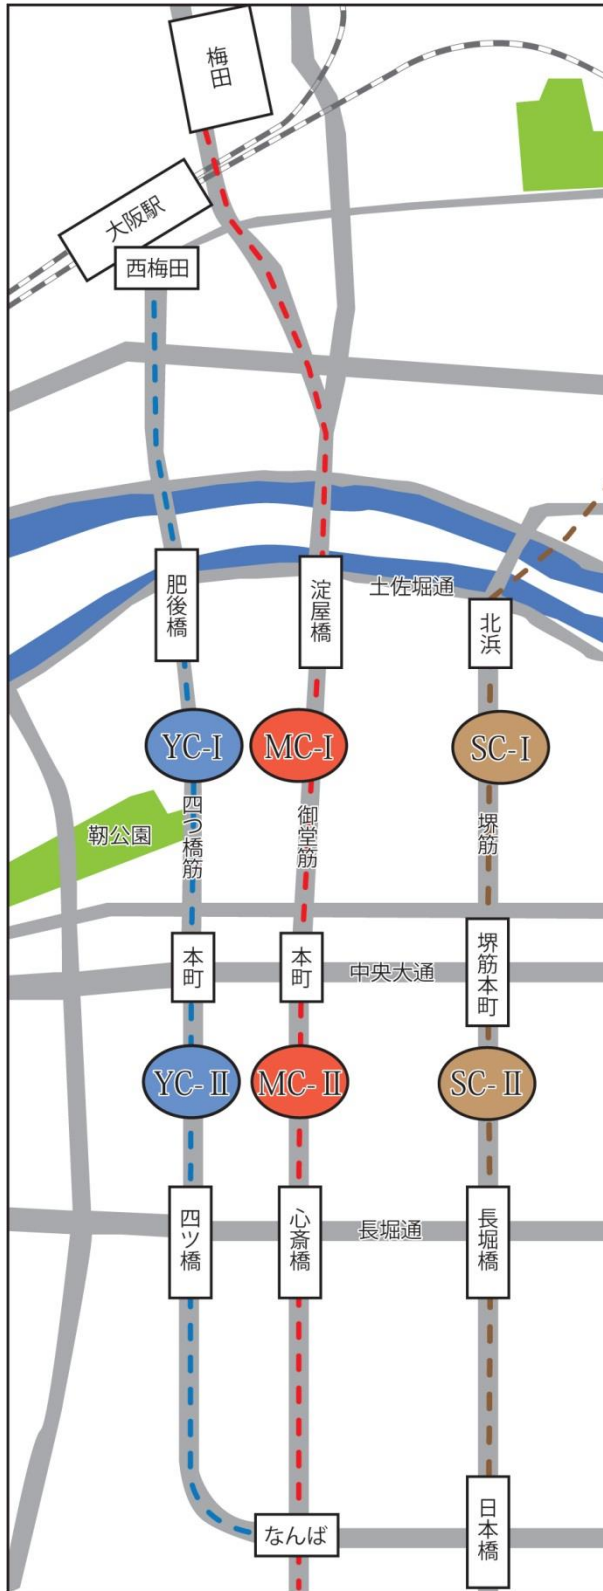 梅田
大阪駅
西梅田
肥後橋
淀屋橋
土佐堀通
北浜
YC-I
MC-I
SC-I
四つ橋筋
御堂筋
堺筋
靭公園
本町
本町
中央大通
堺筋本町
YC-II
MC-II
SC-II
四ツ橋
心斎橋
長堀通
長堀橋
なんば
日本橋